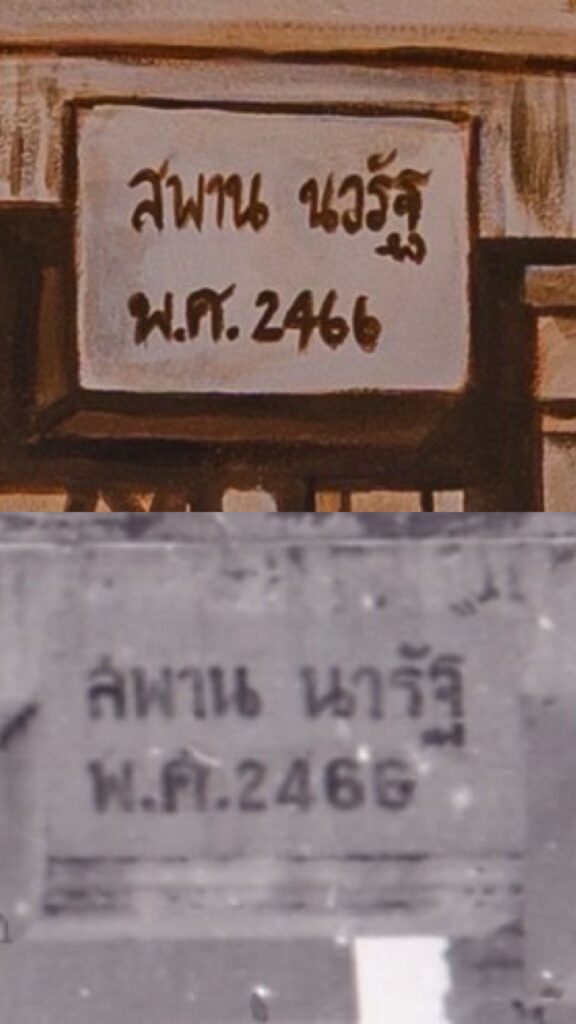 สพาน นวรัฐ
พ.ศ. 2466
สพาน นารัฐ
พ.ศ.2466